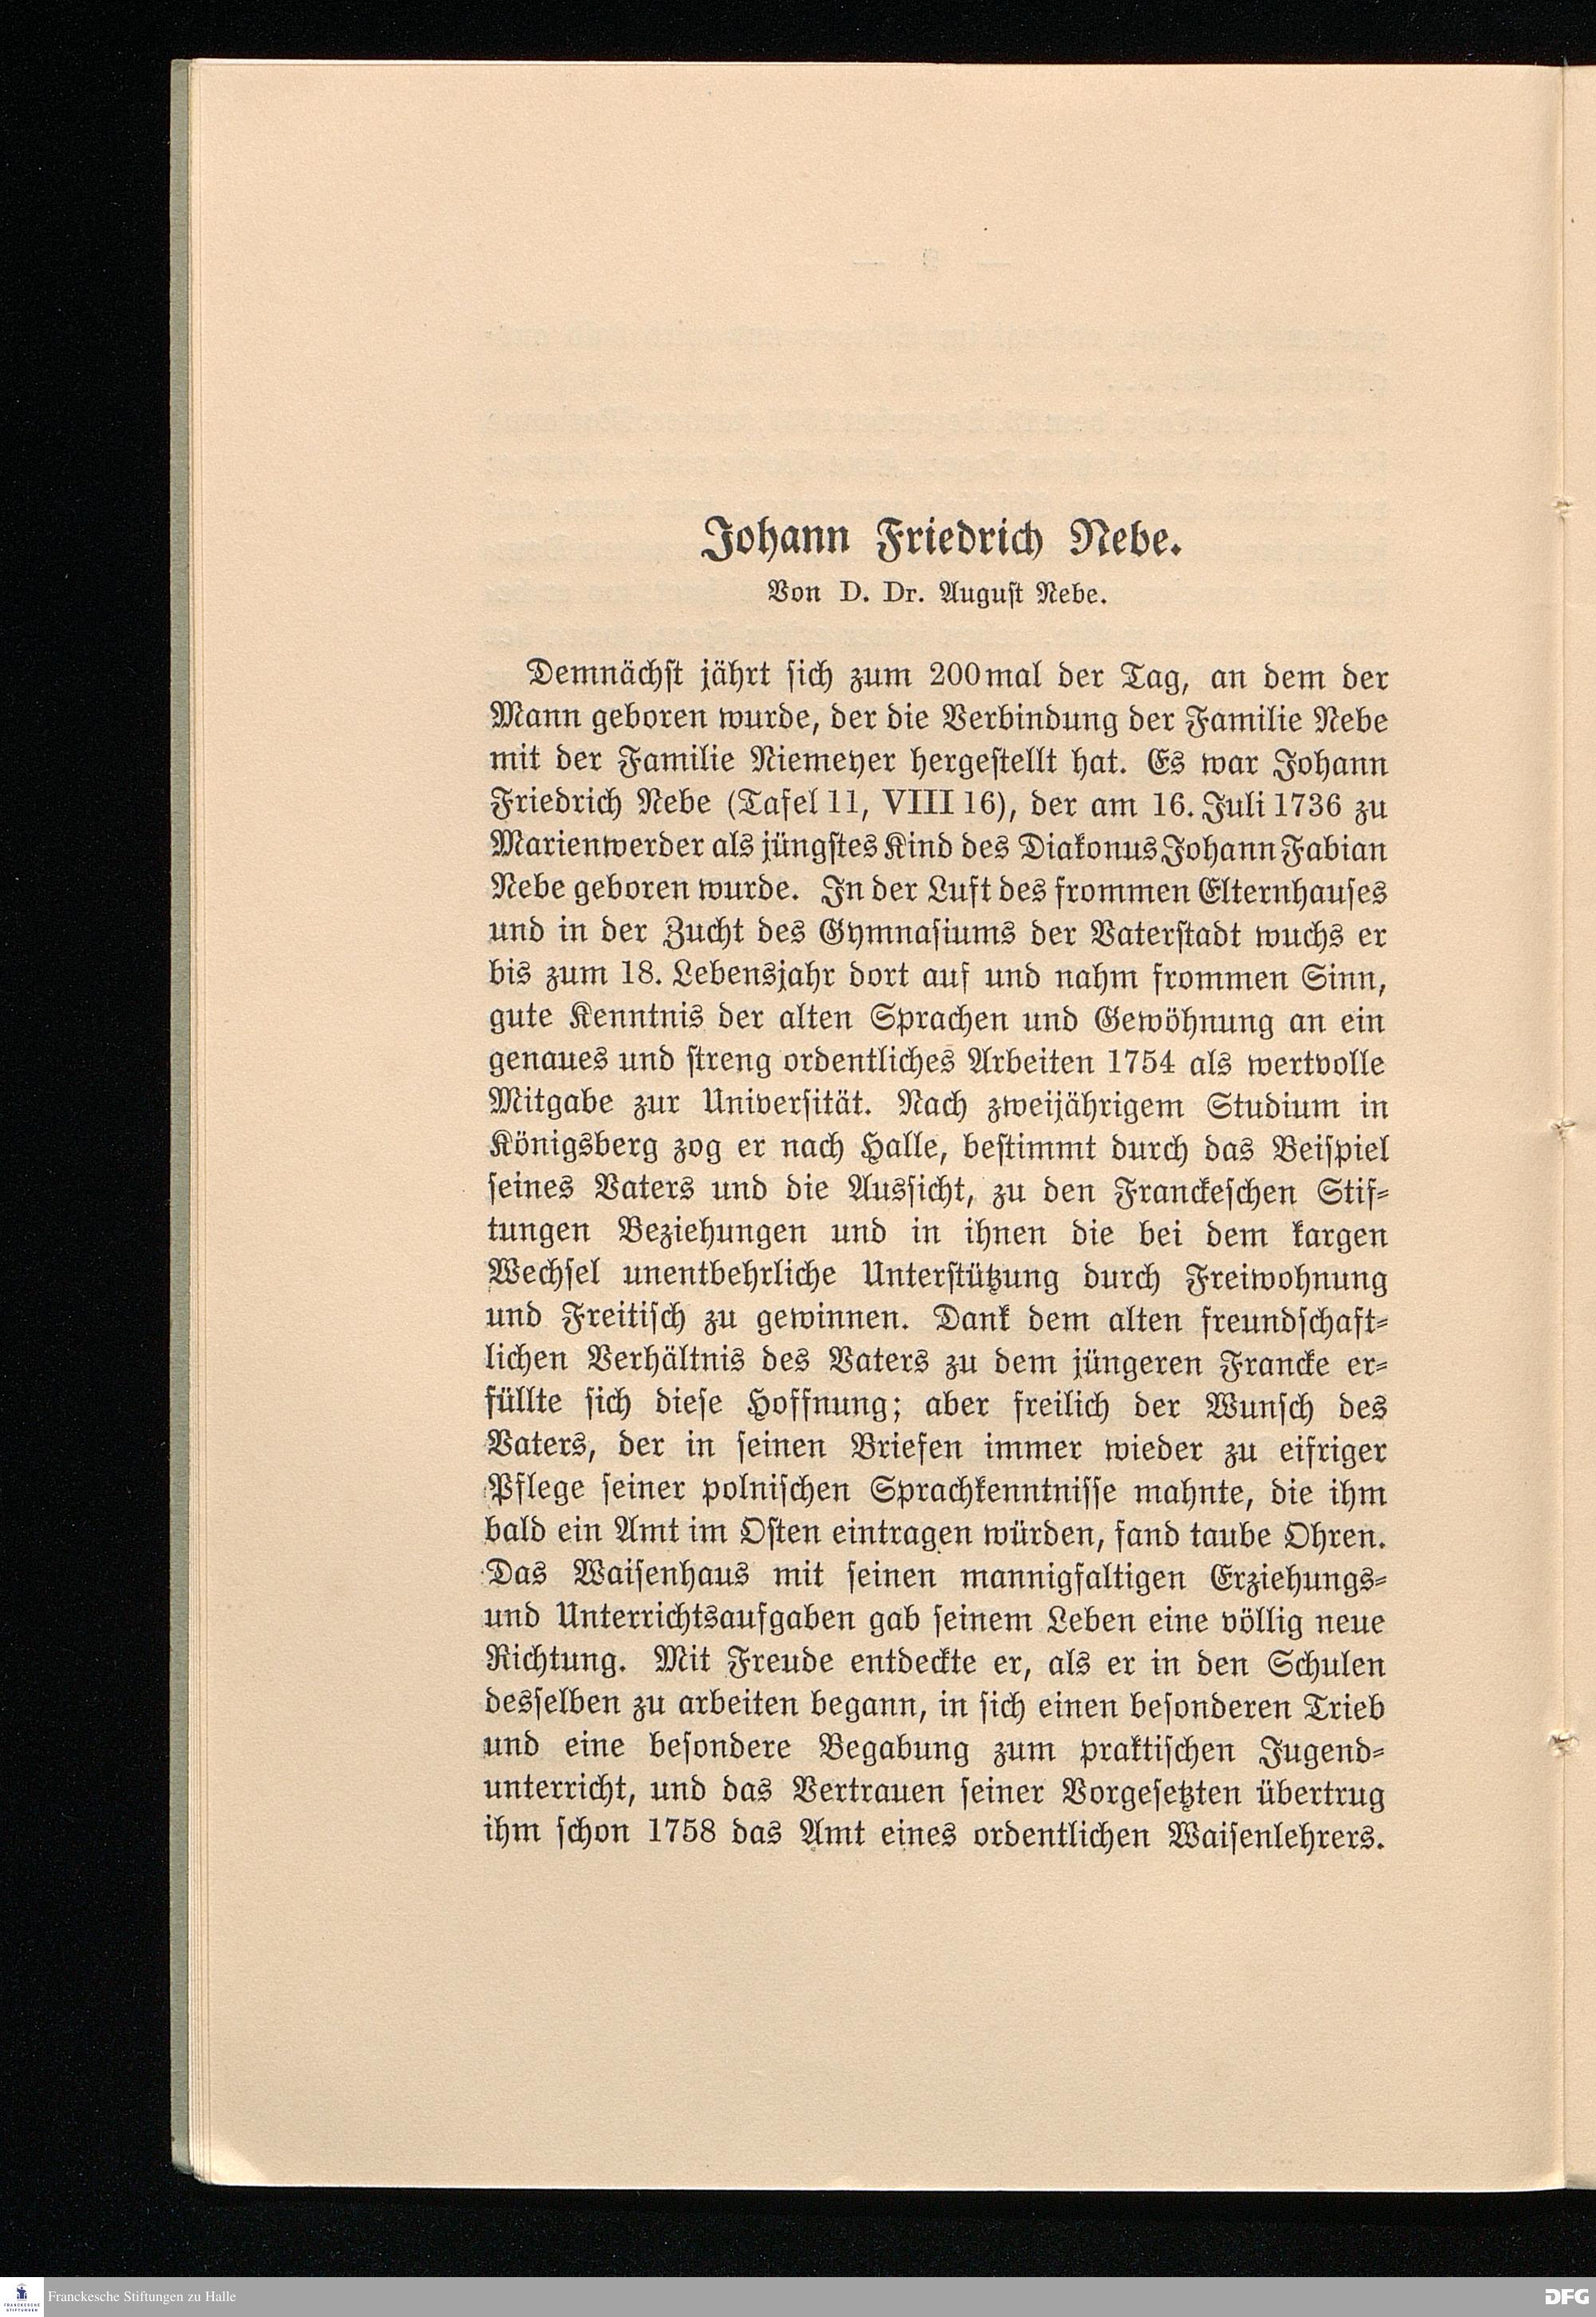 Johann Friedrich Nebe.
Von D. Dr. August Nebe.
Demnächst jährt sich zum 200mal der Tag, an dem der
Mann geboren wurde, der die Verbindung der Familie Nebe
mit der Familie Niemeyer hergestellt hat. Es war Johann
Friedrich Nebe (Tafel 11, VIII 16), der am 16. Juli 1736 zu
Marienwerder als jüngstes Kind des Diakonus Johann Fabian
Nebe geboren wurde. In der Luft des frommen Elternhauses
und in der Zucht des Gymnasiums der Vaterstadt wuchs er
bis zum 18. Lebensjahr dort auf und nahm frommen Sinn,
gute Kenntnis der alten Sprachen und Gewöhnung an ein
genaues und streng ordentliches Arbeiten 1754 als wertvolle
Mitgabe zur Universität. Nach zweijährigem Studium in
Königsberg zog er nach Halle, bestimmt durch das Beispiel
seines Vaters und die Aussicht, zu den Franckeschen Stif-
tungen Beziehungen und in ihnen die bei dem kargen
Wechsel unentbehrliche Unterstützung durch Freiwohnung
und Freitisch zu gewinnen. Dank dem alten freundschaft-
lichen Verhältnis des Vaters zu dem jüngeren Francke er-
füllte sich diese Hoffnung; aber freilich der Wunsch des
Vaters, der in seinen Briefen immer wieder zu eifriger
Pflege seiner polnischen Sprachkenntnisse mahnte, die ihm
bald ein Amt im Osten eintragen würden, fand taube Ohren.
Das Waisenhaus mit seinen mannigfaltigen Erziehungs-
und Unterrichtsaufgaben gab seinem Leben eine völlig neue
Richtung. Mit Freude entdeckte er, als er in den Schulen
desselben zu arbeiten begann, in sich einen besonderen Trieb
und eine besondere Begabung zum praktischen Jugend-
unterricht, und das Vertrauen seiner Vorgesetzten übertrug
ihm schon 1758 das Amt eines ordentlichen Waisenlehrers.
FRANCKESCHE
STIFTUNGEN
Franckesche Stiftungen zu Halle
DFG